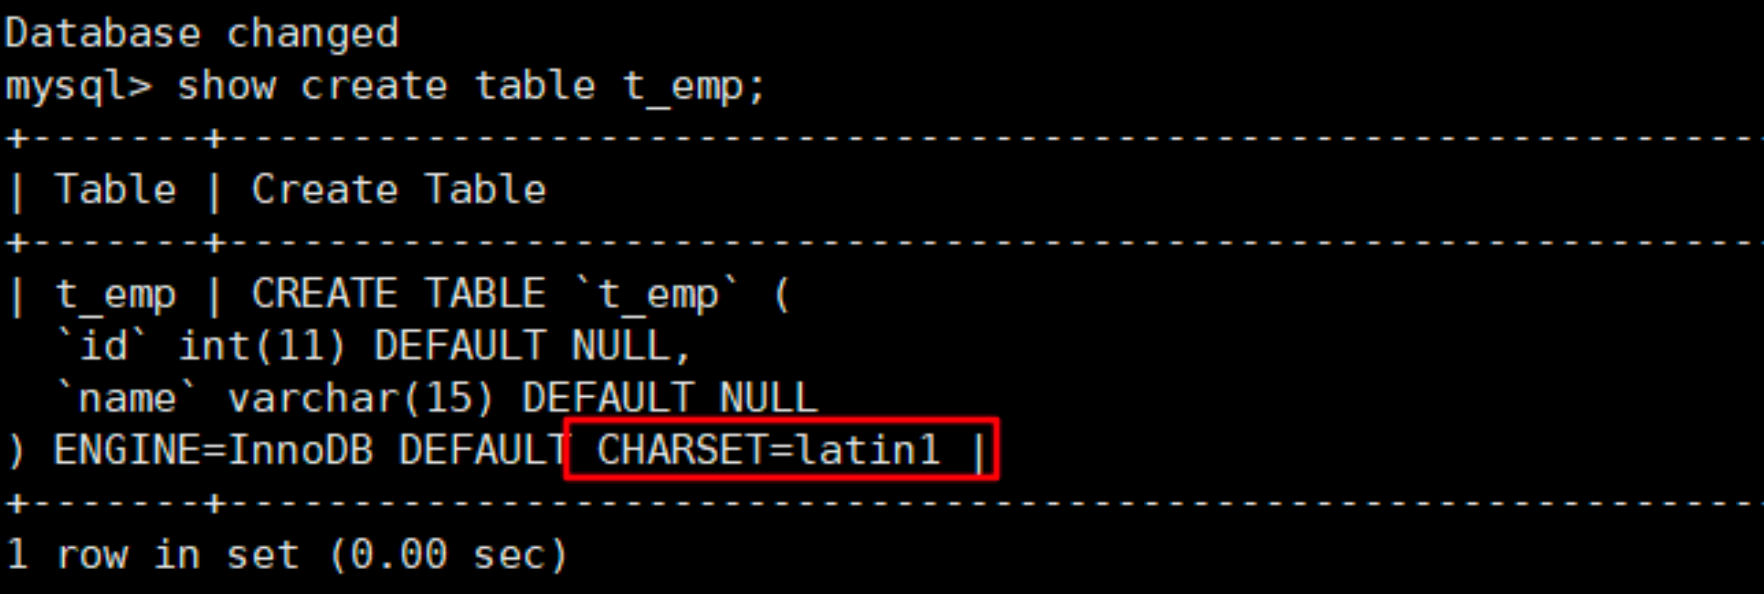 Database changed
mysql> show create table t_emp;
+-------+---------------------------------------------------------------
| Table | Create Table
+-------+---------------------------------------------------------------
| t_emp | CREATE TABLE `t_emp` (
  `id` int(11) DEFAULT NULL,
  `name` varchar(15) DEFAULT NULL
) ENGINE=InnoDB DEFAULT CHARSET=latin1 |
+-------+---------------------------------------------------------------
1 row in set (0.00 sec)